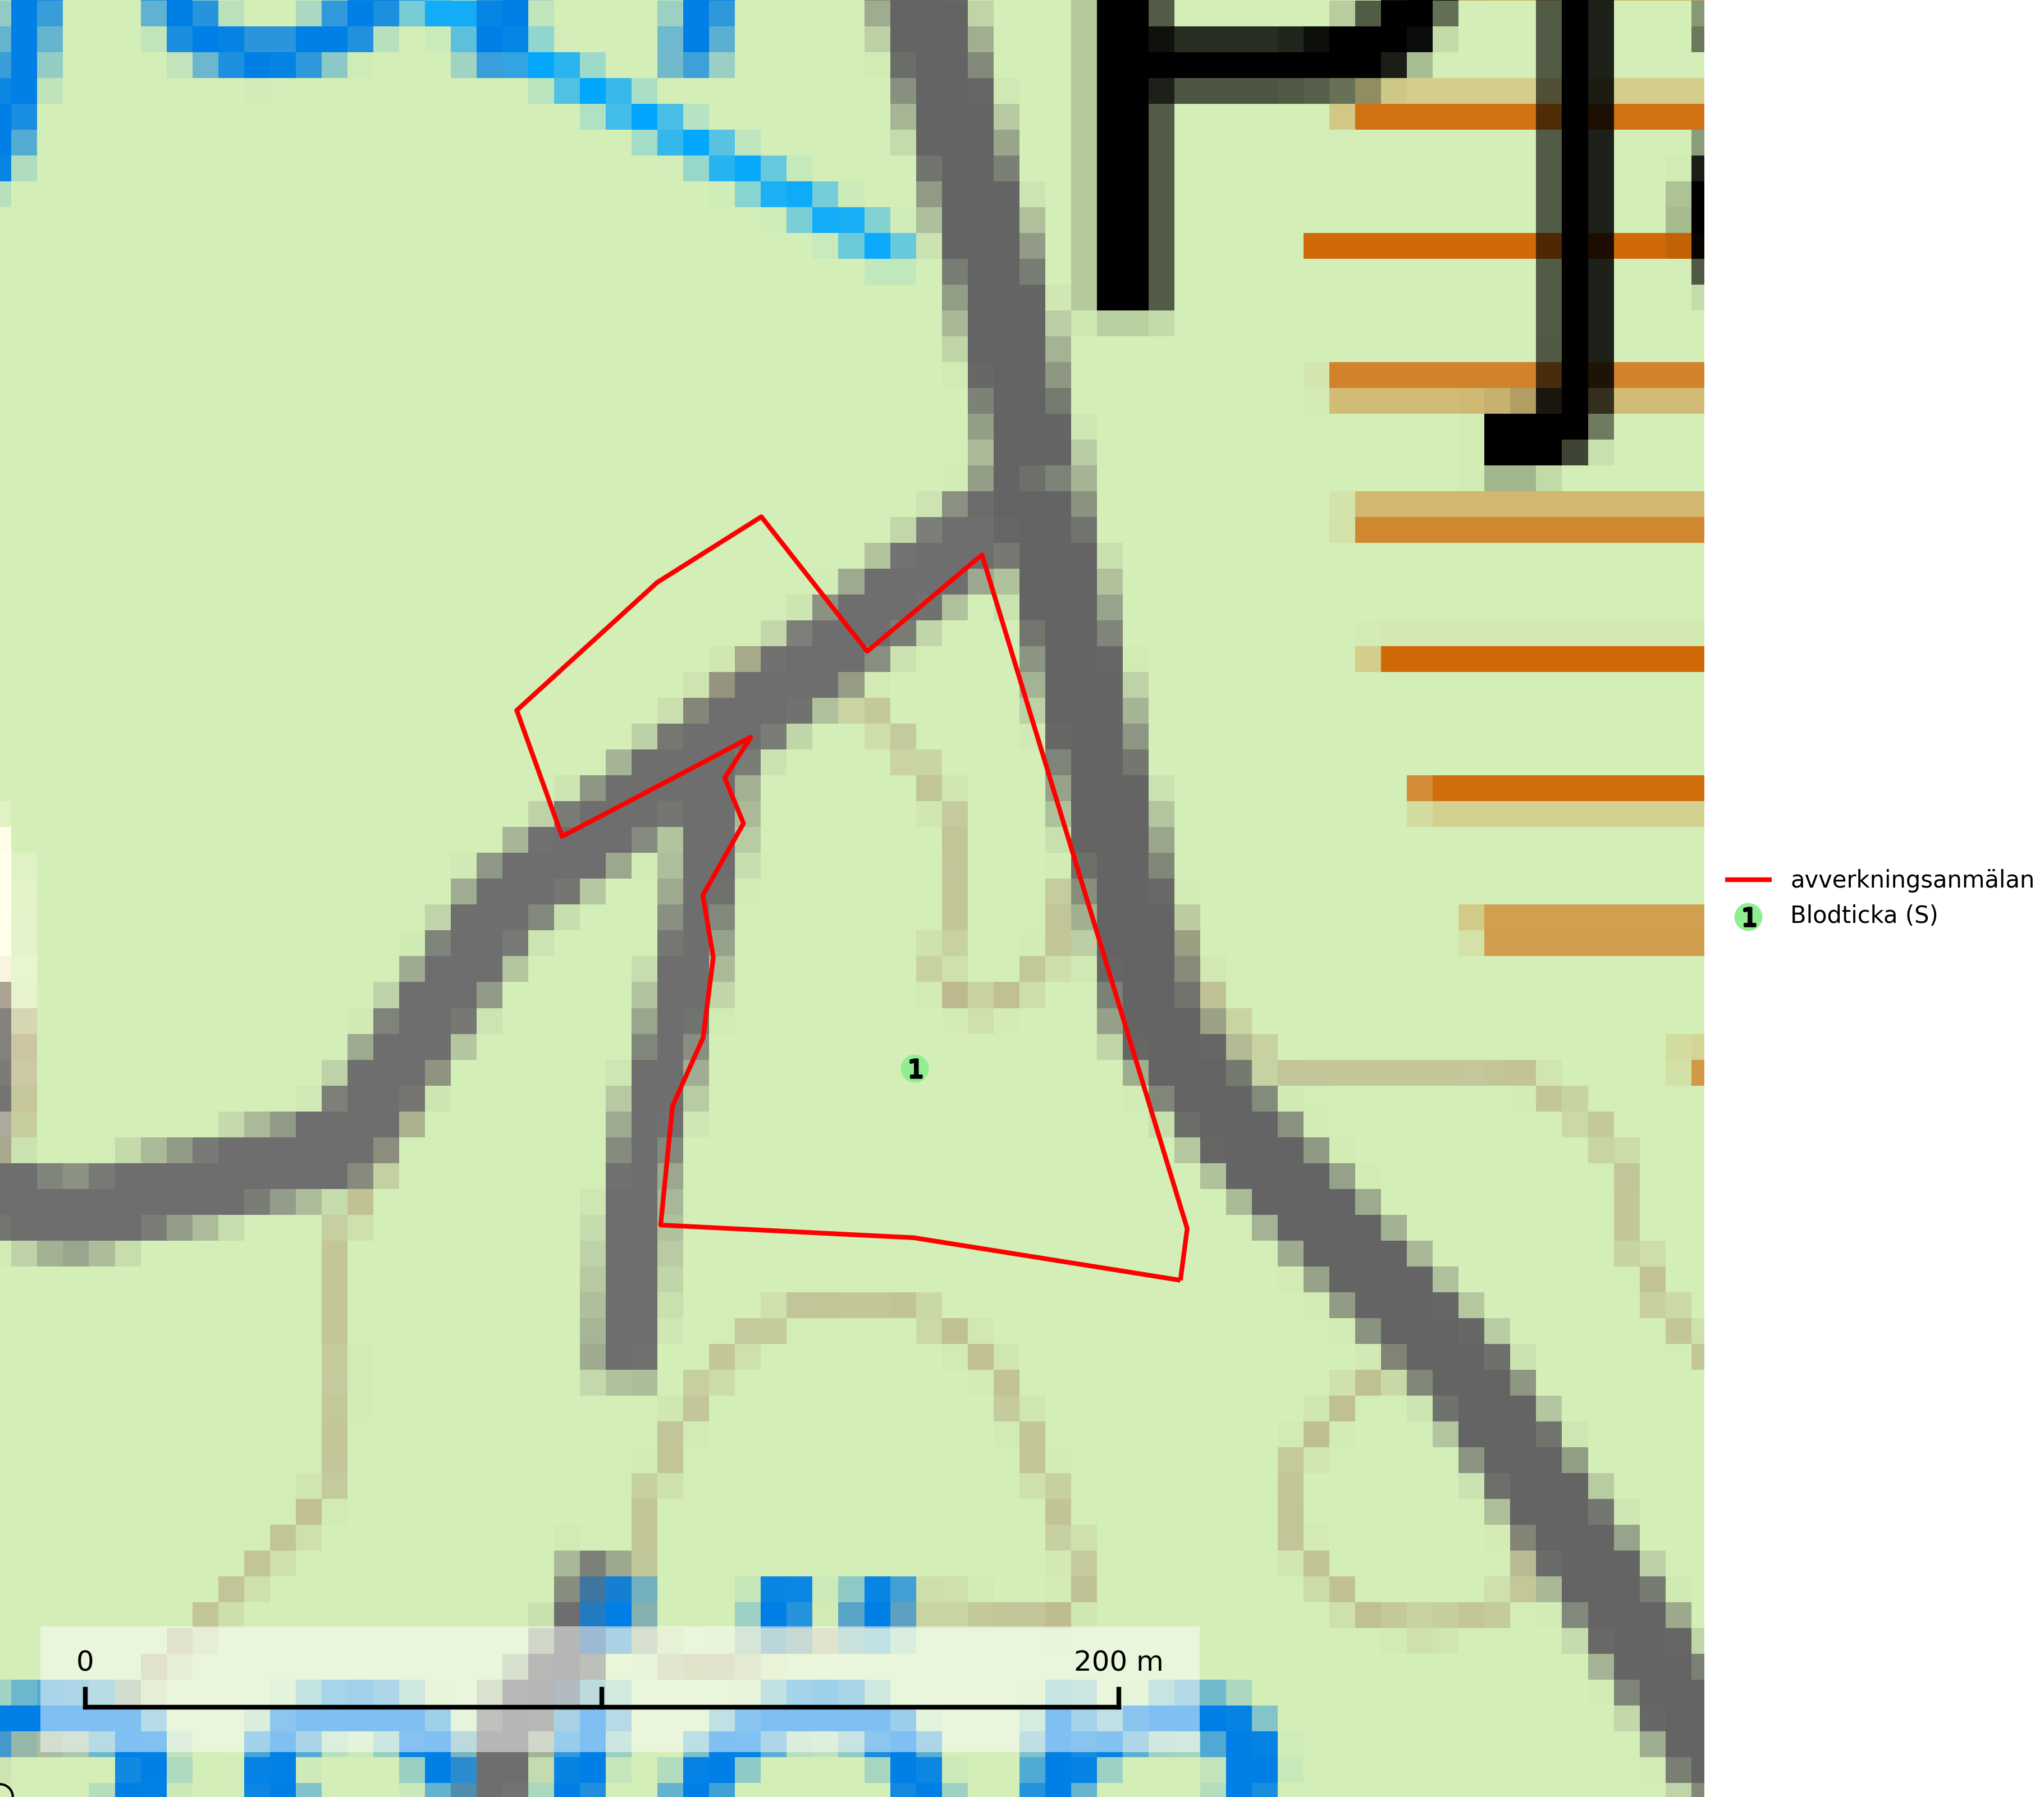 1
avverkningsanmälan
1 Blodticka (S)
0 200 m